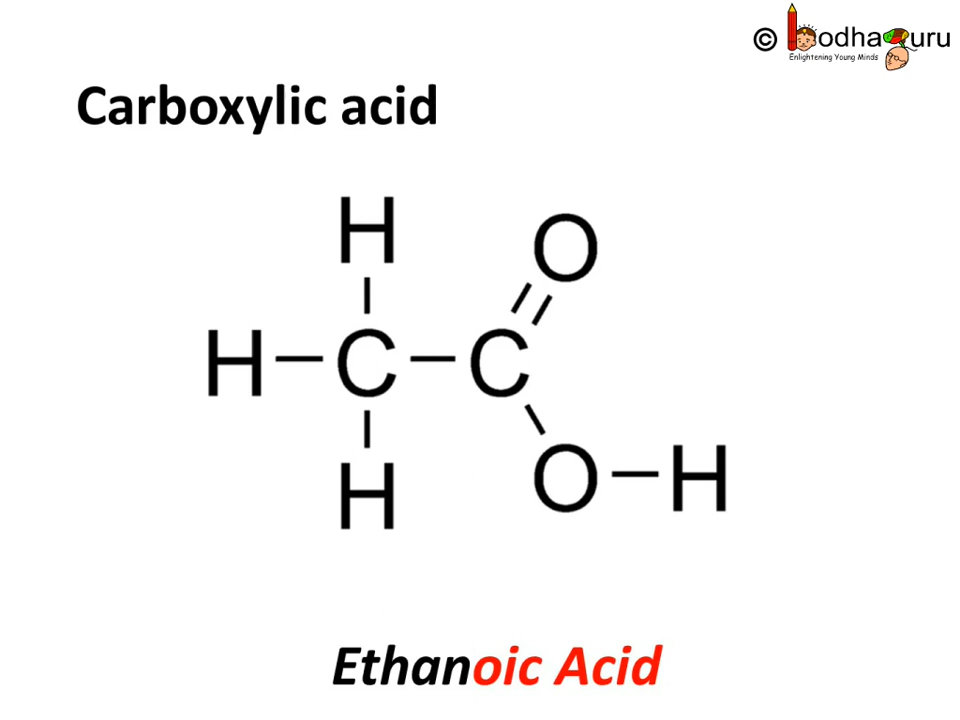 © BodhaGuru
Enlightening Young Minds
Carboxylic acid
H O
H C C
H O H
Ethanoic Acid